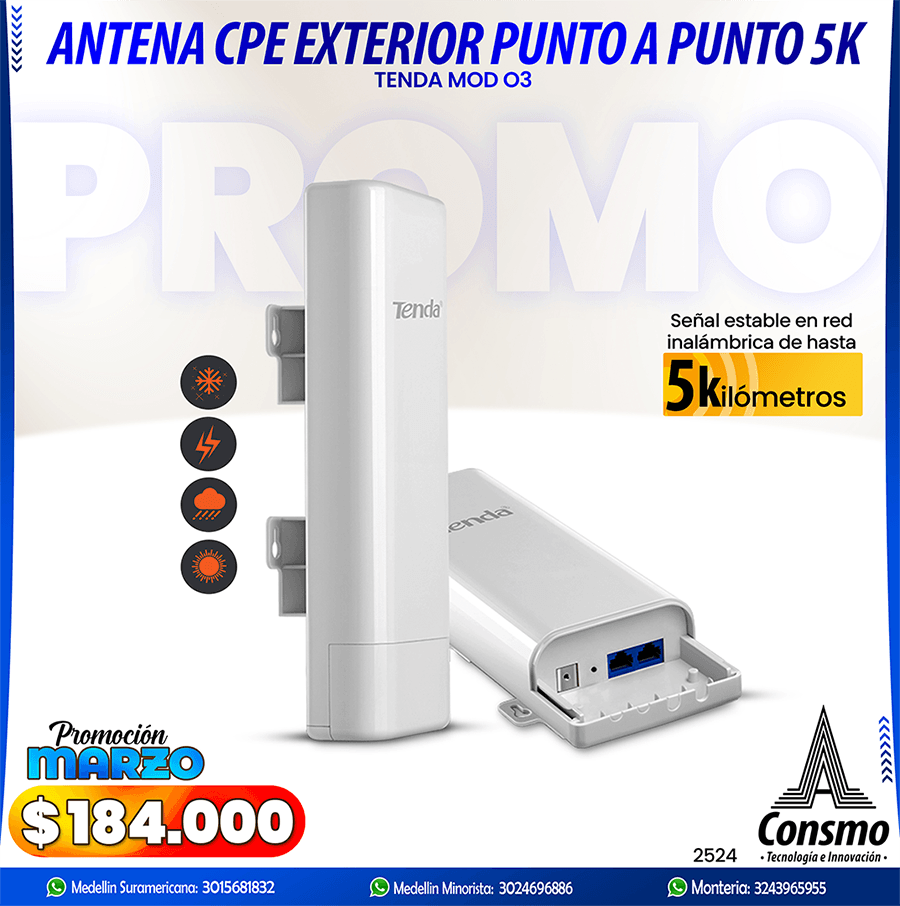 ANTENA CPE EXTERIOR PUNTO A PUNTO 5K
TENDA MOD O3
PROMO
Tenda
Señal estable en red
inalámbrica de hasta
5kilómetros
Tenda
Promoción
MARZO
$184.000
A
Consmo
• Tecnología e Innovación •
2524
Medellin Suramericana: 3015681832
Medellin Minorista: 3024696886
Monteria: 3243965955